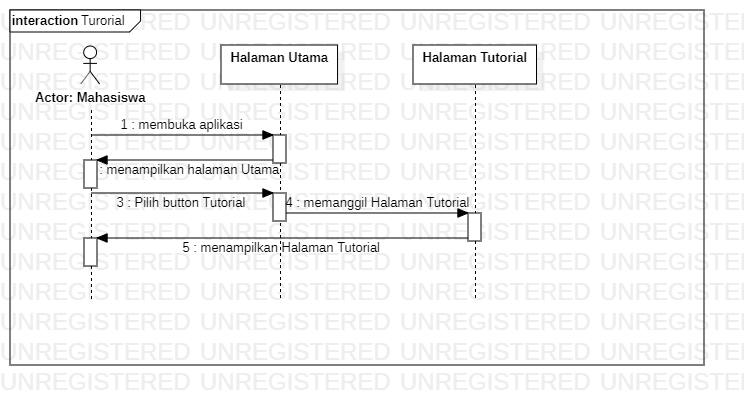 interaction Turorial
Halaman Utama
Halaman Tutorial
Actor: Mahasiswa
1 : membuka aplikasi
: menampilkan halaman Utama
3 : Pilih button Tutorial
4 : memanggil Halaman Tutorial
5 : menampilkan Halaman Tutorial
UNREGISTERED UNREGISTERED UNREGISTERED UNREGISTERED